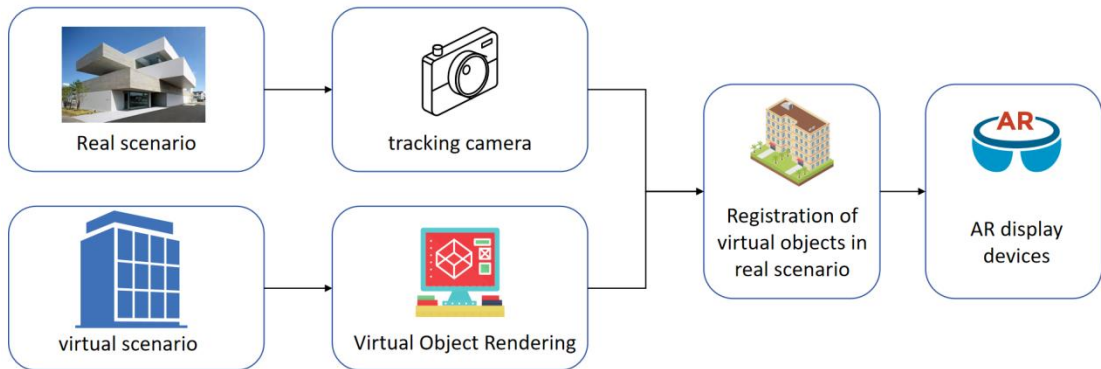 Real scenario
tracking camera
virtual scenario
Virtual Object Rendering
Registration of
virtual objects in
real scenario
AR
AR display
devices